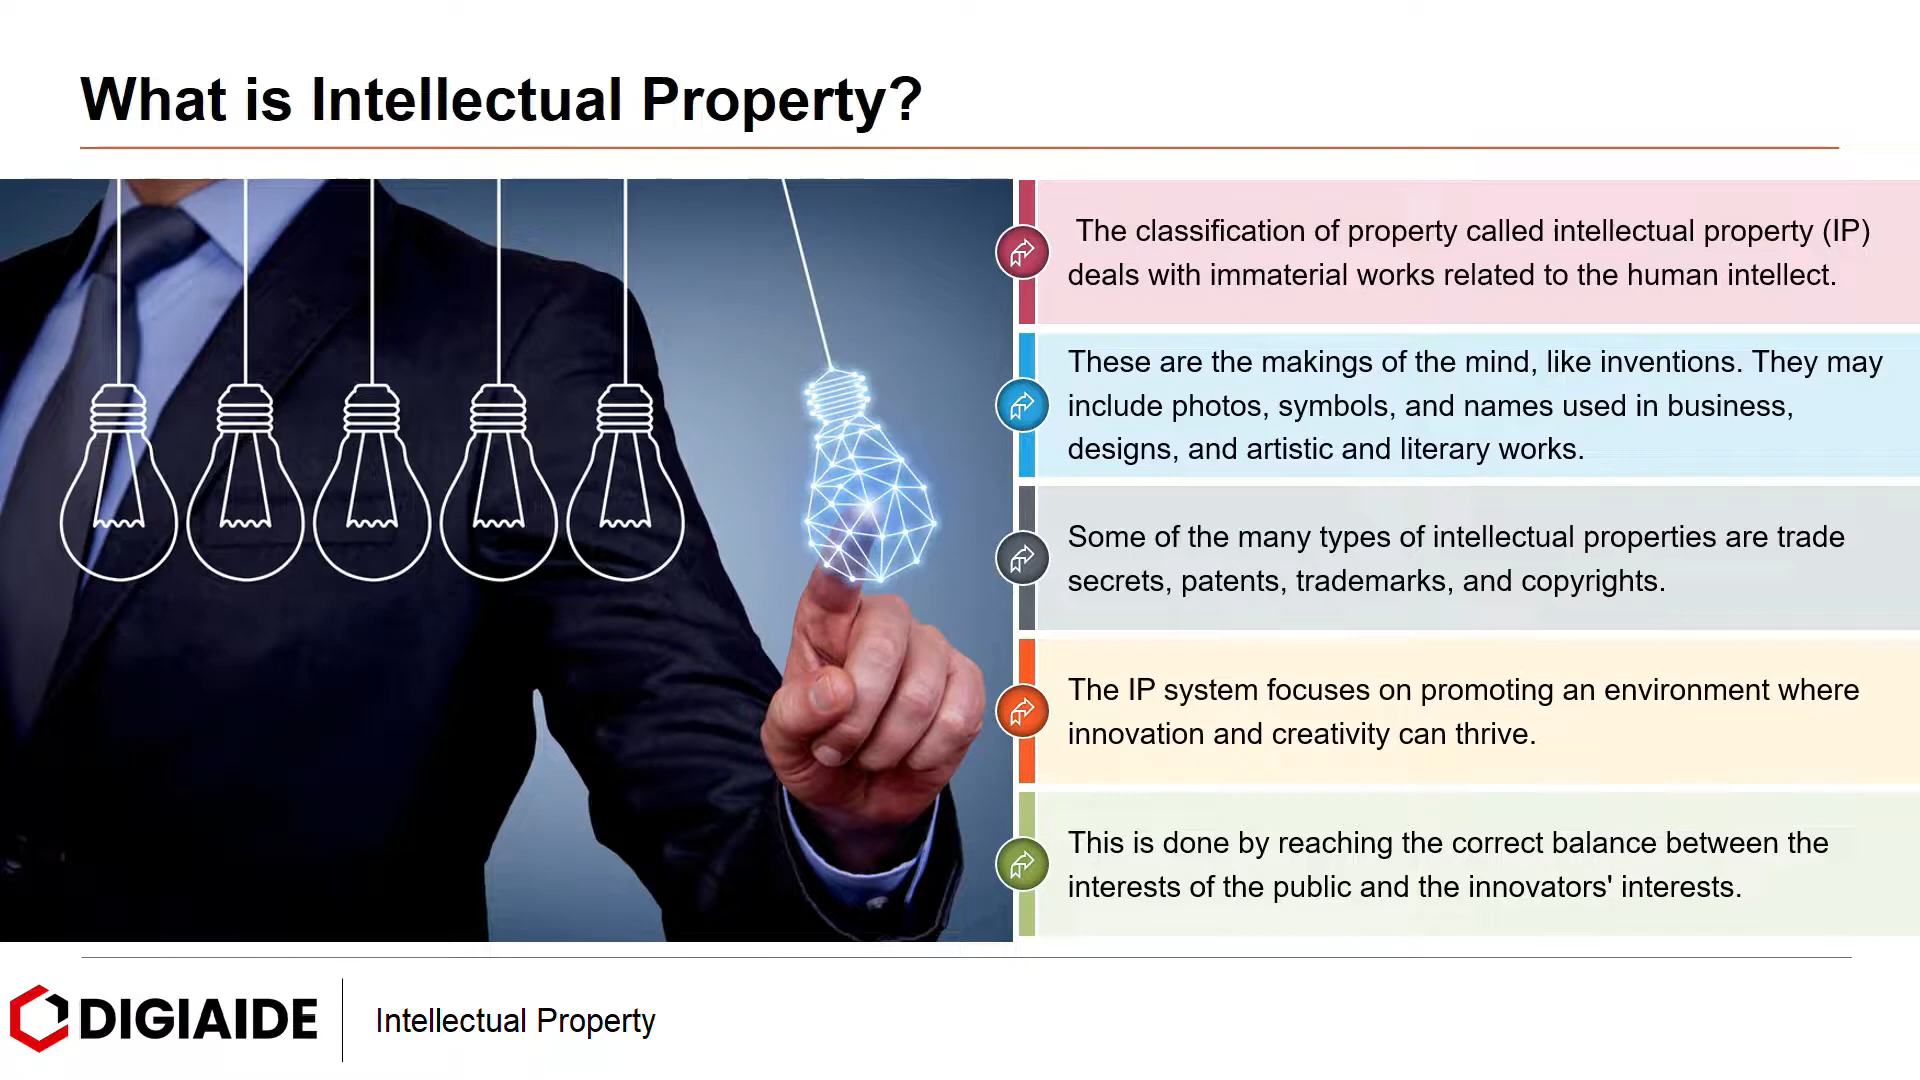 What is Intellectual Property?
The classification of property called intellectual property (IP)
deals with immaterial works related to the human intellect.
These are the makings of the mind, like inventions. They may
include photos, symbols, and names used in business,
designs, and artistic and literary works.
Some of the many types of intellectual properties are trade
secrets, patents, trademarks, and copyrights.
The IP system focuses on promoting an environment where
innovation and creativity can thrive.
This is done by reaching the correct balance between the
interests of the public and the innovators' interests.
DIGIAIDE
Intellectual Property